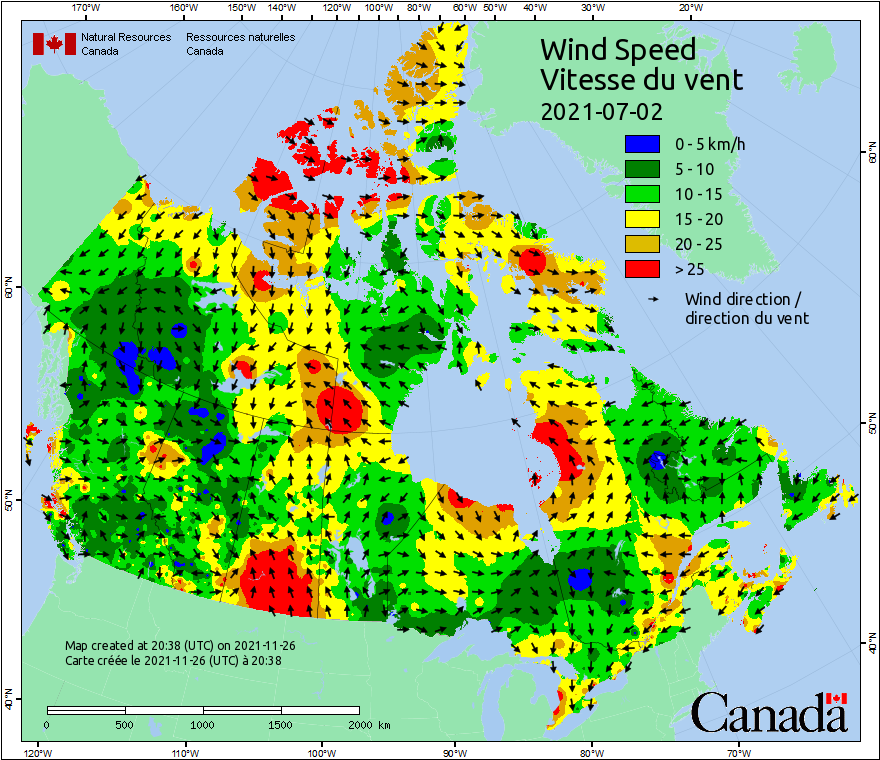 170°W 160°W 150°W 140°W 120°W 100°W 80°W 60°W 50°W 40°W 30°W 20°W
Natural Resources Canada
Ressources naturelles Canada
Wind Speed
Vitesse du vent
2021-07-02
0 - 5 km/h
5 - 10
10 - 15
15 - 20
20 - 25
> 25
Wind direction /
direction du vent
60°N
50°N
40°N
60°N
50°N
40°N
Map created at 20:38 (UTC) on 2021-11-26
Carte créée le 2021-11-26 (UTC) à 20:38
0 500 1000 1500 2000 km
Canada
120°W 110°W 100°W 90°W 80°W 70°W